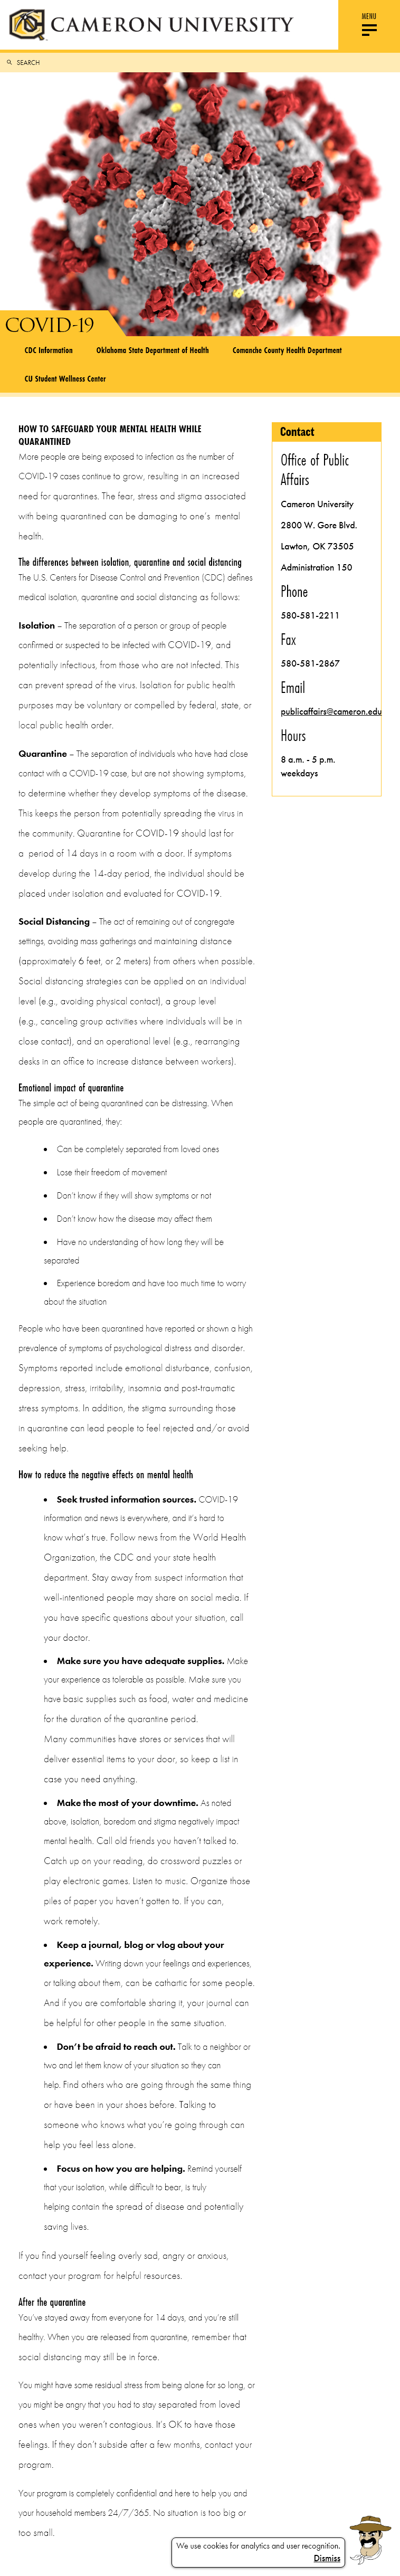 CAMERON UNIVERSITY
MENU
SEARCH
COVID-19
CDC Information Oklahoma State Department of Health Comanche County Health Department
CU Student Wellness Center
HOW TO SAFEGUARD YOUR MENTAL HEALTH WHILE
QUARANTINED
More people are being exposed to infection as the number of
COVID-19 cases continue to grow, resulting in an increased
need for quarantines. The fear, stress and stigma associated
with being quarantined can be damaging to one's mental
health.
The differences between isolation, quarantine and social distancing
The U.S. Centers for Disease Control and Prevention (CDC) defines
medical isolation, quarantine and social distancing as follows:
Isolation – The separation of a person or group of people
confirmed or suspected to be infected with COVID-19, and
potentially infectious, from those who are not infected. This
can prevent spread of the virus. Isolation for public health
purposes may be voluntary or compelled by federal, state, or
local public health order.
Quarantine – The separation of individuals who have had close
contact with a COVID-19 case, but are not showing symptoms,
to determine whether they develop symptoms of the disease.
This keeps the person from potentially spreading the virus in
the community. Quarantine for COVID-19 should last for
a period of 14 days in a room with a door. If symptoms
develop during the 14-day period, the individual should be
placed under isolation and evaluated for COVID-19.
Social Distancing – The act of remaining out of congregate
settings, avoiding mass gatherings and maintaining distance
(approximately 6 feet, or 2 meters) from others when possible.
Social distancing strategies can be applied on an individual
level (e.g., avoiding physical contact), a group level
(e.g., canceling group activities where individuals will be in
close contact), and an operational level (e.g., rearranging
desks in an office to increase distance between workers).
Emotional impact of quarantine
The simple act of being quarantined can be distressing. When
people are quarantined, they:
• Can be completely separated from loved ones
• Lose their freedom of movement
• Don't know if they will show symptoms or not
• Don't know how the disease may affect them
• Have no understanding of how long they will be
separated
• Experience boredom and have too much time to worry
about the situation
People who have been quarantined have reported or shown a high
prevalence of symptoms of psychological distress and disorder.
Symptoms reported include emotional disturbance, confusion,
depression, stress, irritability, insomnia and post-traumatic
stress symptoms. In addition, the stigma surrounding those
in quarantine can lead people to feel rejected and/or avoid
seeking help.
How to reduce the negative effects on mental health
• Seek trusted information sources. COVID-19
information and news is everywhere, and it's hard to
know what's true. Follow news from the World Health
Organization, the CDC and your state health
department. Stay away from suspect information that
well-intentioned people may share on social media. If
you have specific questions about your situation, call
your doctor.
• Make sure you have adequate supplies. Make
your experience as tolerable as possible. Make sure you
have basic supplies such as food, water and medicine
for the duration of the quarantine period.
Many communities have stores or services that will
deliver essential items to your door, so keep a list in
case you need anything.
• Make the most of your downtime. As noted
above, isolation, boredom and stigma negatively impact
mental health. Call old friends you haven't talked to.
Catch up on your reading, do crossword puzzles or
play electronic games. Listen to music. Organize those
piles of paper you haven't gotten to. If you can,
work remotely.
• Keep a journal, blog or vlog about your
experience. Writing down your feelings and experiences,
or talking about them, can be cathartic for some people.
And if you are comfortable sharing it, your journal can
be helpful for other people in the same situation.
• Don't be afraid to reach out. Talk to a neighbor or
two and let them know of your situation so they can
help. Find others who are going through the same thing
or have been in your shoes before. Talking to
someone who knows what you're going through can
help you feel less alone.
• Focus on how you are helping. Remind yourself
that your isolation, while difficult to bear, is truly
helping contain the spread of disease and potentially
saving lives.
If you find yourself feeling overly sad, angry or anxious,
contact your program for helpful resources.
After the quarantine
You've stayed away from everyone for 14 days, and you're still
healthy. When you are released from quarantine, remember that
social distancing may still be in force.
You might have some residual stress from being alone for so long, or
you might be angry that you had to stay separated from loved
ones when you weren't contagious. It's OK to have those
feelings. If they don't subside after a few months, contact your
program.
Your program is completely confidential and here to help you and
your household members 24/7/365. No situation is too big or
too small.
Contact
Office of Public
Affairs
Cameron University
2800 W. Gore Blvd.
Lawton, OK 73505
Administration 150
Phone
580-581-2211
Fax
580-581-2867
Email
publicaffairs@cameron.edu
Hours
8 a.m. - 5 p.m.
weekdays
We use cookies for analytics and user recognition.
Dismiss